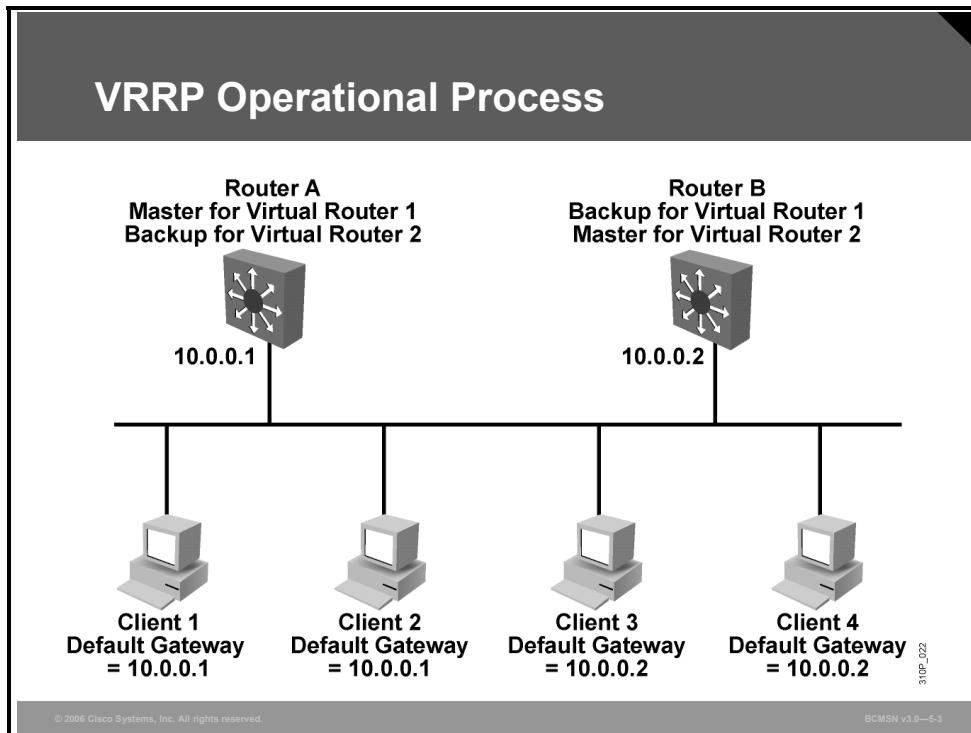 VRRP Operational Process
Router A
Master for Virtual Router 1
Backup for Virtual Router 2
Router B
Backup for Virtual Router 1
Master for Virtual Router 2
10.0.0.1
10.0.0.2
Client 1
Default Gateway
= 10.0.0.1
Client 2
Default Gateway
= 10.0.0.1
Client 3
Default Gateway
= 10.0.0.2
Client 4
Default Gateway
= 10.0.0.2
310P_022
© 2006 Cisco Systems, Inc. All rights reserved.
BCMSN v3.0—5-3